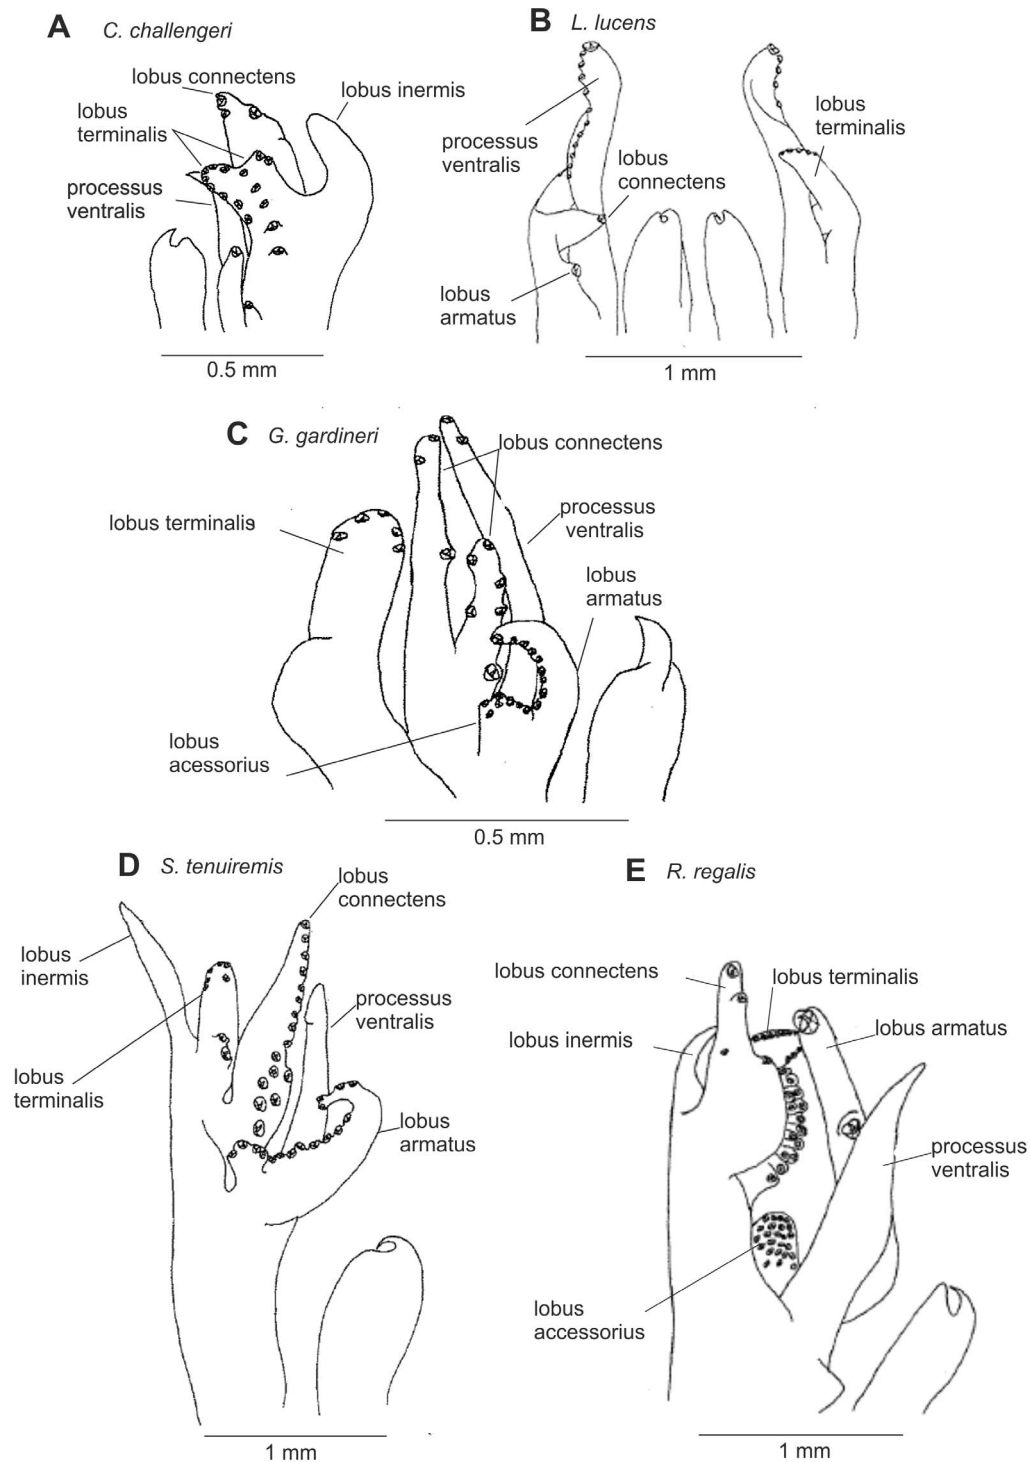 A C. challengeri
lobus connectens
lobus inermis
lobus
terminalis
processus
ventralis
0.5 mm
B L. lucens
processus
ventralis
lobus
terminalis
lobus
connectens
lobus
armatus
1 mm
C G. gardineri
lobus connectens
lobus terminalis
processus
ventralis
lobus
armatus
lobus
acessorius
0.5 mm
D S. tenuiremis
lobus
connectens
lobus
inermis
processus
ventralis
lobus
terminalis
lobus
armatus
1 mm
E R. regalis
lobus connectens
lobus terminalis
lobus inermis
lobus armatus
processus
ventralis
lobus
accessorius
1 mm